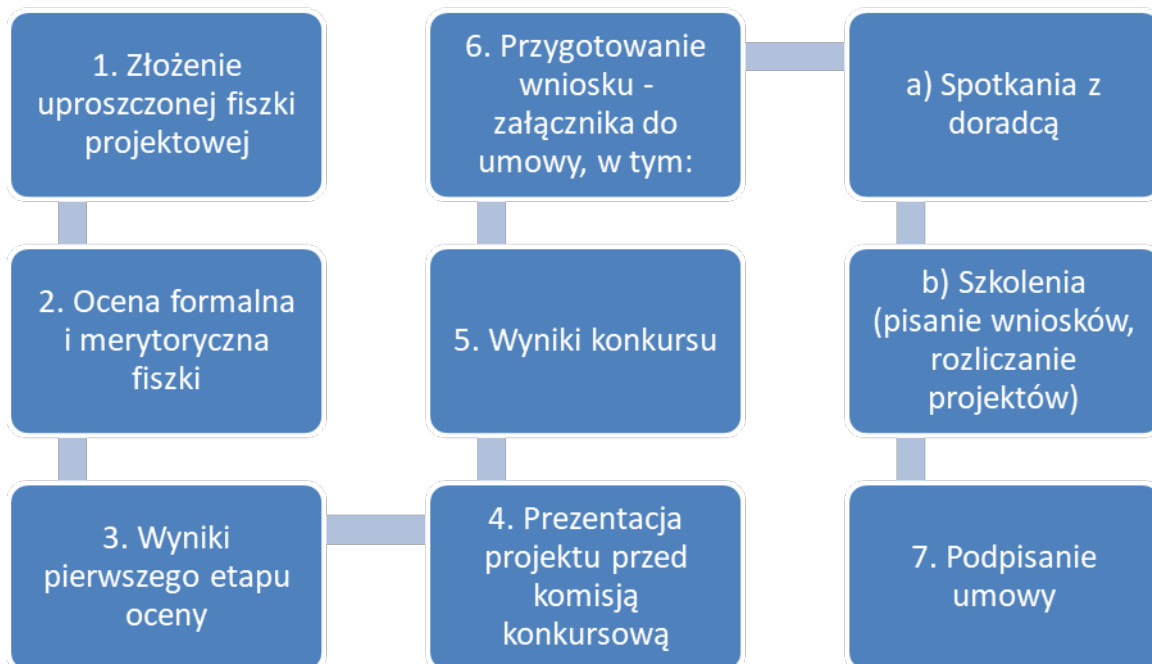 1. Złożenie
uproszczonej fiszki
projektowej
2. Ocena formalna
i merytoryczna
fiszki
3. Wyniki
pierwszego etapu
oceny
4. Prezentacja
projektu przed
komisją
konkursową
5. Wyniki konkursu
6. Przygotowanie
wniosku -
załącznika do
umowy, w tym:
a) Spotkania z
doradcą
b) Szkolenia
(pisanie wniosków,
rozliczanie
projektów)
7. Podpisanie
umowy